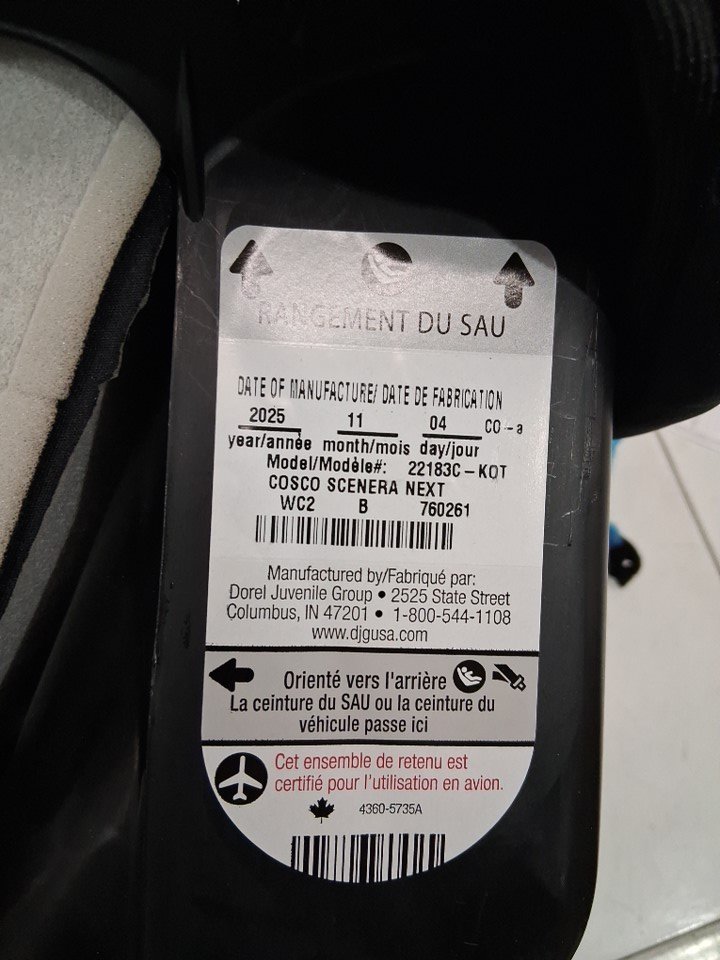 RANGEMENT DU SAU
DATE OF MANUFACTURE/ DATE DE FABRICATION
2025 11 04 CO-a
year/année month/mois day/jour
Model/Modèle#: 22183C-KQT
COSCO SCENERA NEXT
WC2 B 760261
Manufactured by/Fabriqué par:
Dorel Juvenile Group • 2525 State Street
Columbus, IN 47201 • 1-800-544-1108
www.djgusa.com
Orienté vers l'arrière
La ceinture du SAU ou la ceinture du
véhicule passe ici
Cet ensemble de retenu est
certifié pour l'utilisation en avion.
4360-5735A